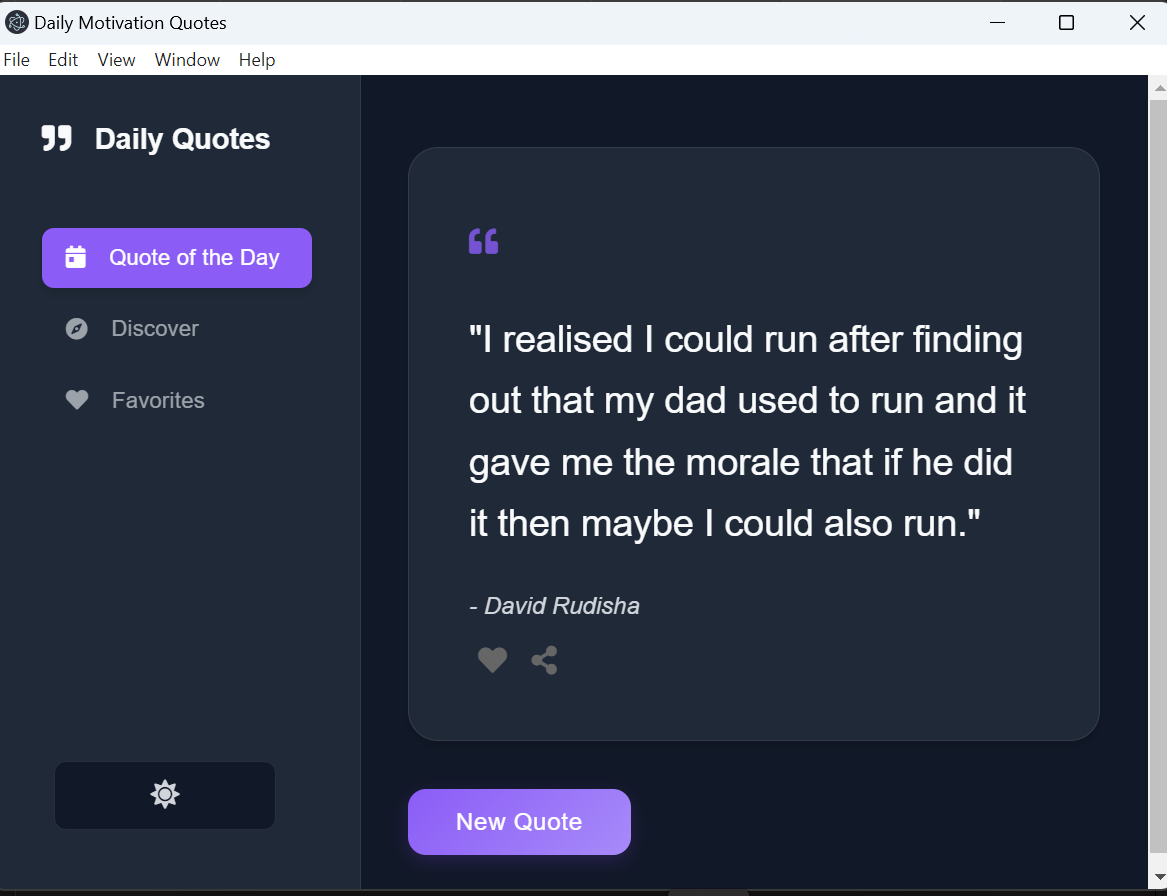 Daily Motivation Quotes
File Edit View Window Help
Daily Quotes
Quote of the Day
Discover
Favorites
"I realised I could run after finding
out that my dad used to run and it
gave me the morale that if he did
it then maybe I could also run."
- David Rudisha
New Quote